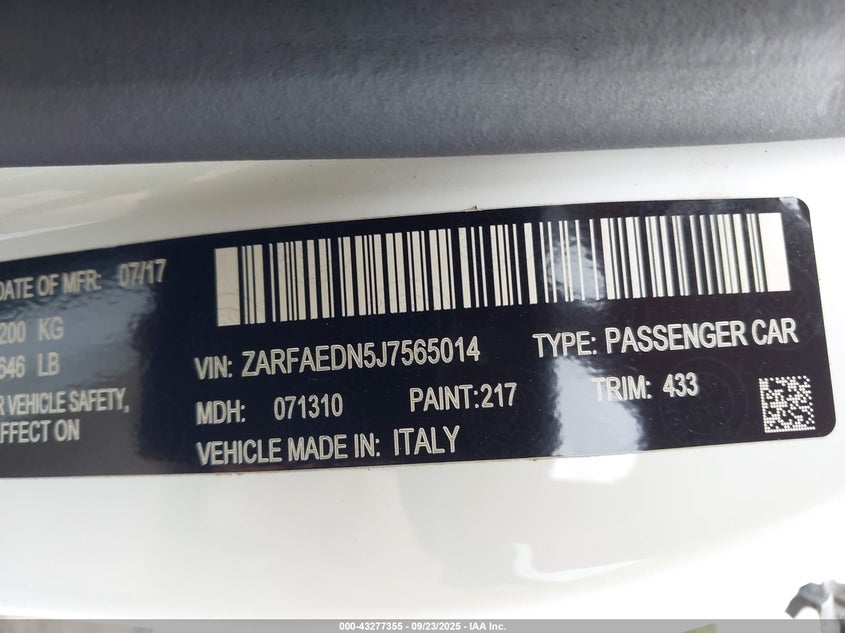 DATE OF MFR: 07/17
200 KG
646 LB
VEHICLE SAFETY,
EFFECT ON
VIN: ZARFAEDN5J7565014 TYPE: PASSENGER CAR
MDH: 071310 PAINT:217 TRIM: 433
VEHICLE MADE IN: ITALY
000-43277355 - 09/23/2025 - IAA Inc.